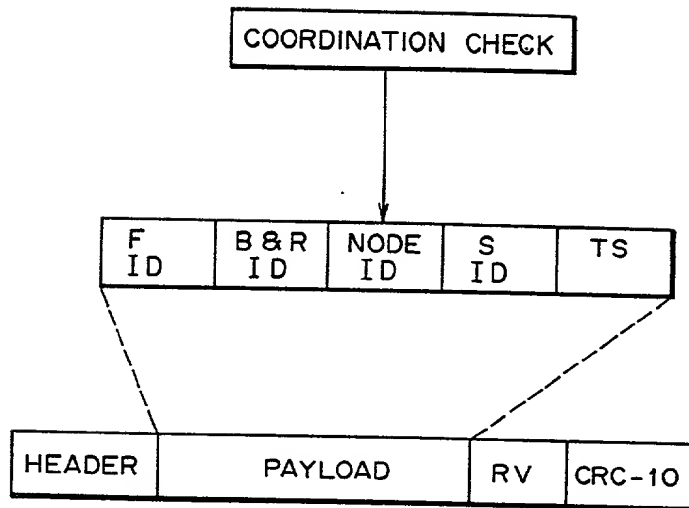 COORDINATION CHECK
F ID
B & R ID
NODE ID
S ID
TS
HEADER PAYLOAD RV CRC-10